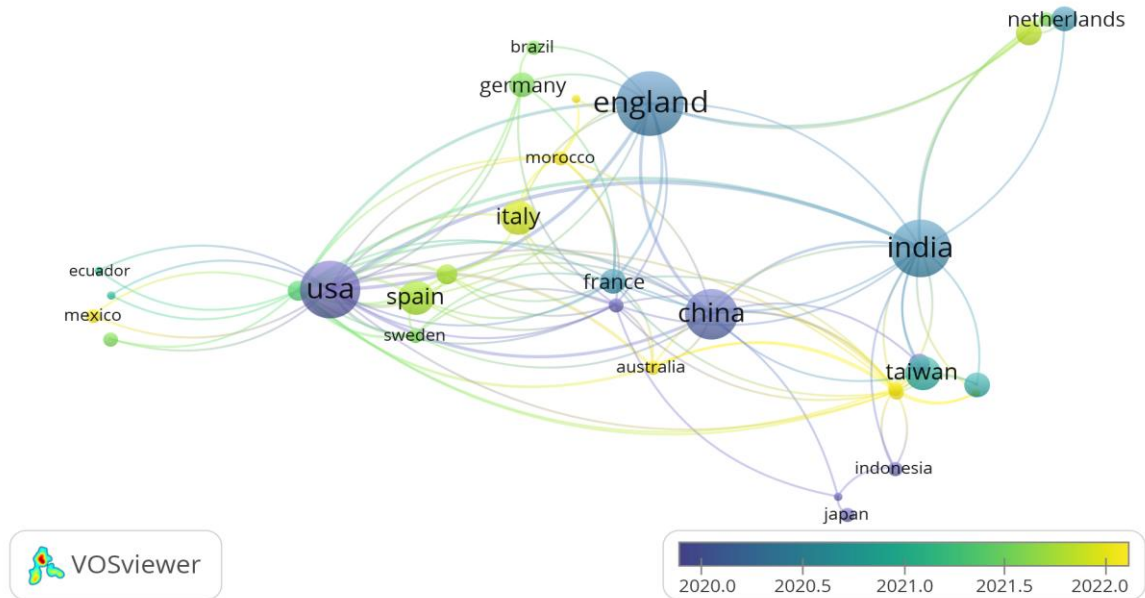 netherlands
brazil
germany
england
morocco
italy
india
ecuador
france
usa
spain
mexico
china
sweden
australia
taiwan
indonesia
japan
VOSviewer
2020.0 2020.5 2021.0 2021.5 2022.0